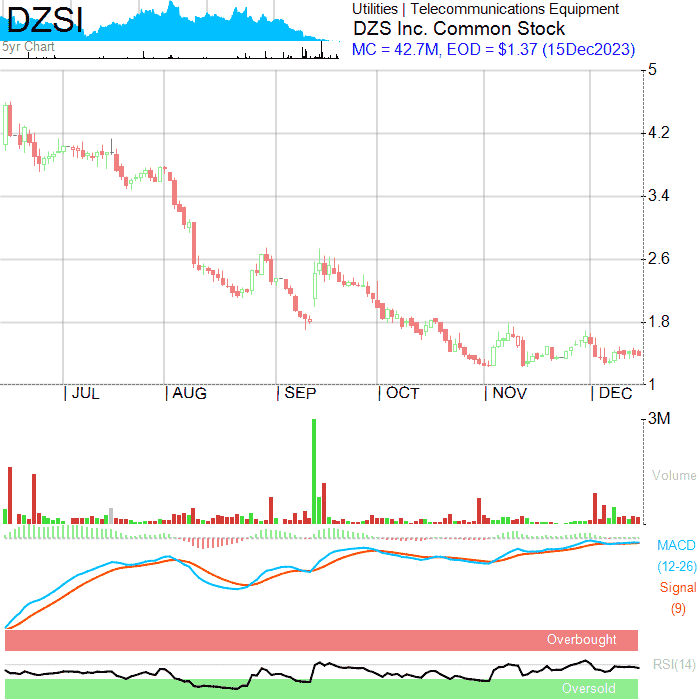 DZSI
5yr Chart
Utilities | Telecommunications Equipment
DZS Inc. Common Stock
MC = 42.7M, EOD = $1.37 (15Dec2023)
5
4.2
3.4
2.6
1.8
1
| JUL | AUG | SEP | OCT | NOV | DEC
3M
Volume
MACD
(12-26)
Signal
(9)
Overbought
RSI(14)
Oversold